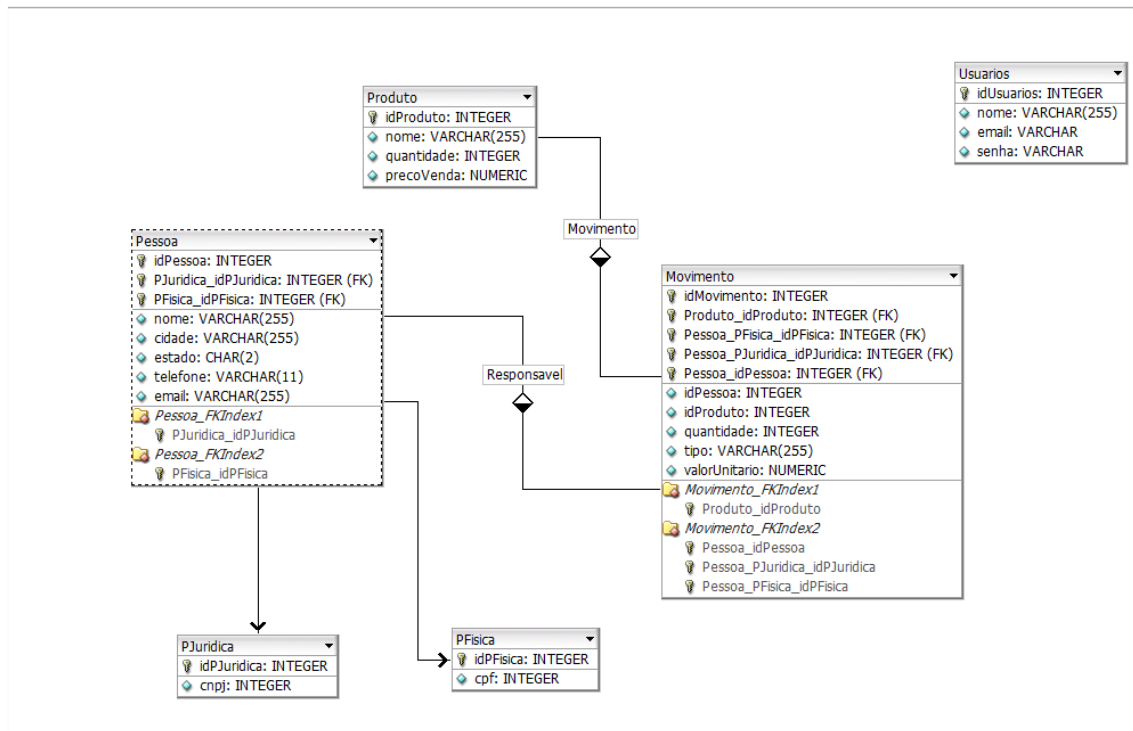 Usuarios
idUsuarios: INTEGER
nome: VARCHAR(255)
email: VARCHAR
senha: VARCHAR
Produto
idProduto: INTEGER
nome: VARCHAR(255)
quantidade: INTEGER
precoVenda: NUMERIC
Movimento
Pessoa
idPessoa: INTEGER
PJuridica_idPJuridica: INTEGER (FK)
PFisica_idPFisica: INTEGER (FK)
nome: VARCHAR(255)
cidade: VARCHAR(255)
estado: CHAR(2)
telefone: VARCHAR(11)
email: VARCHAR(255)
Pessoa_FKIndex1
PJuridica_idPJuridica
Pessoa_FKIndex2
PFisica_idPFisica
Responsavel
Movimento
idMovimento: INTEGER
Produto_idProduto: INTEGER (FK)
Pessoa_PFisica_idPFisica: INTEGER (FK)
Pessoa_PJuridica_idPJuridica: INTEGER (FK)
Pessoa_idPessoa: INTEGER (FK)
idPessoa: INTEGER
idProduto: INTEGER
quantidade: INTEGER
tipo: VARCHAR(255)
valorUnitario: NUMERIC
Movimento_FKIndex1
Produto_idProduto
Movimento_FKIndex2
Pessoa_idPessoa
Pessoa_PJuridica_idPJuridica
Pessoa_PFisica_idPFisica
PJuridica
idPJuridica: INTEGER
cnpj: INTEGER
PFisica
idPFisica: INTEGER
cpf: INTEGER